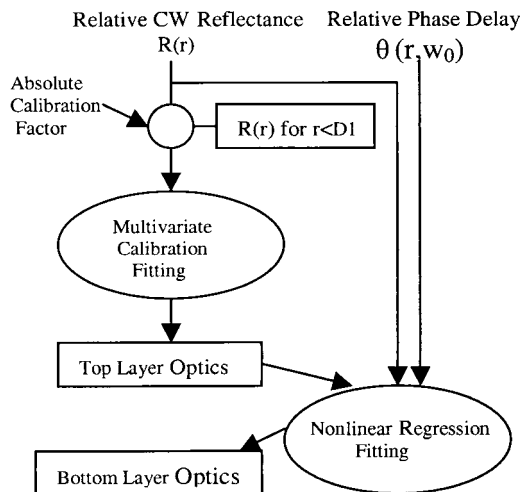 Relative CW Reflectance
R(r)
Relative Phase Delay
θ (r,w0)
Absolute
Calibration
Factor
R(r) for r<D1
Multivariate
Calibration
Fitting
Top Layer Optics
Nonlinear Regression
Fitting
Bottom Layer Optics